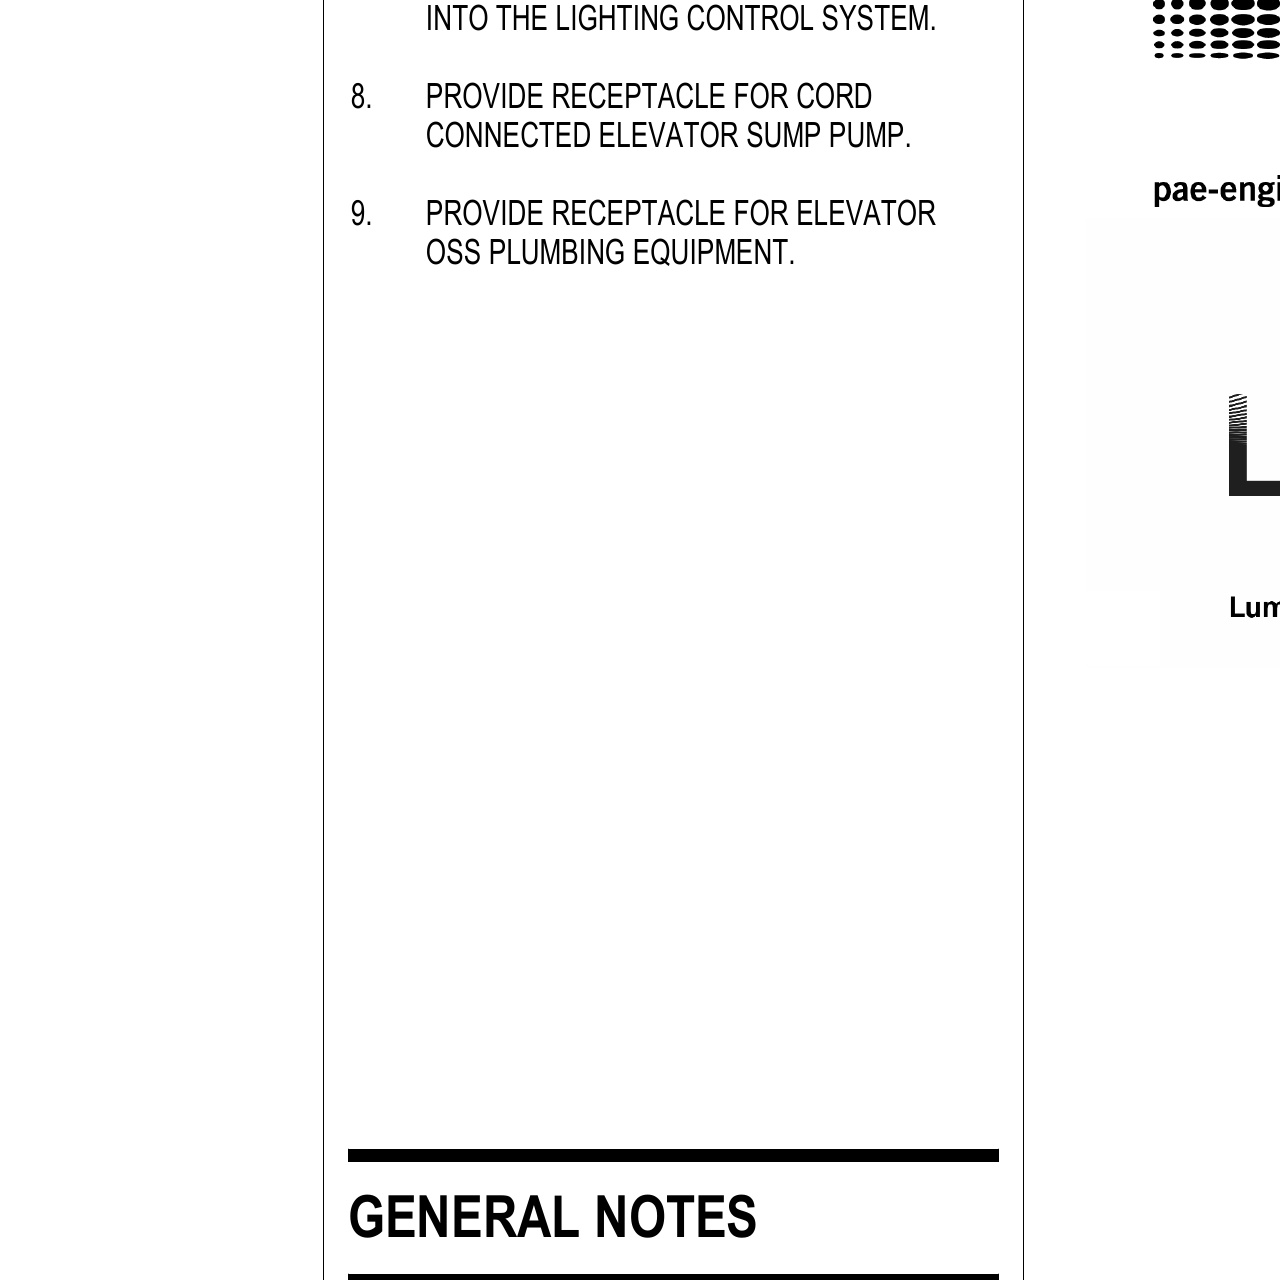 INTO THE LIGHTING CONTROL SYSTEM.
8. PROVIDE RECEPTACLE FOR CORD
CONNECTED ELEVATOR SUMP PUMP.
9. PROVIDE RECEPTACLE FOR ELEVATOR
OSS PLUMBING EQUIPMENT.
GENERAL NOTES
pae-engi
L
Lum